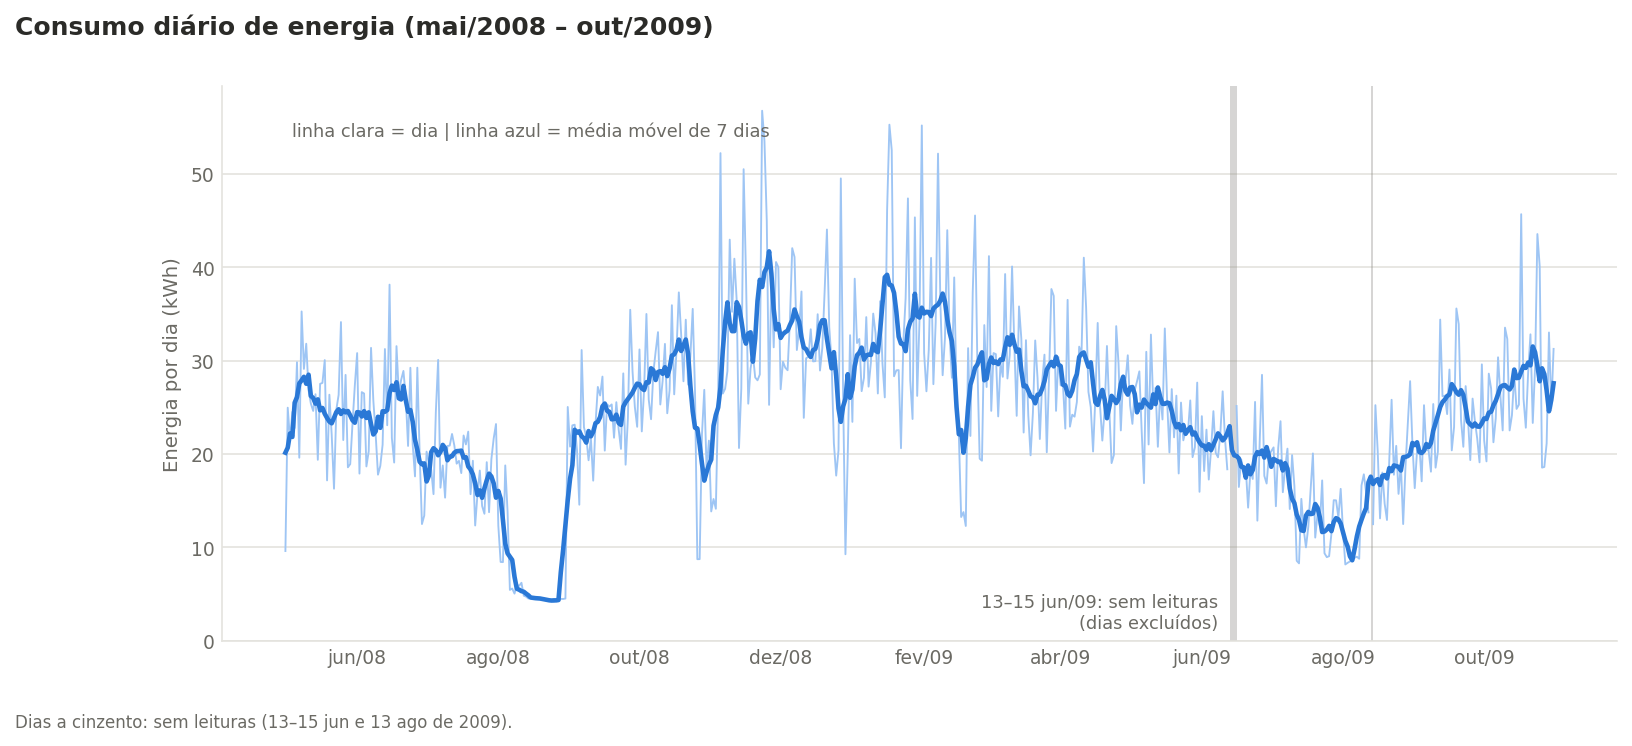 Consumo diário de energia (mai/2008 – out/2009)
linha clara = dia | linha azul = média móvel de 7 dias
Energia por dia (kWh)
50
40
30
20
10
0
13–15 jun/09: sem leituras
(dias excluídos)
jun/08
ago/08
out/08
dez/08
fev/09
abr/09
jun/09
ago/09
out/09
Dias a cinzento: sem leituras (13–15 jun e 13 ago de 2009).